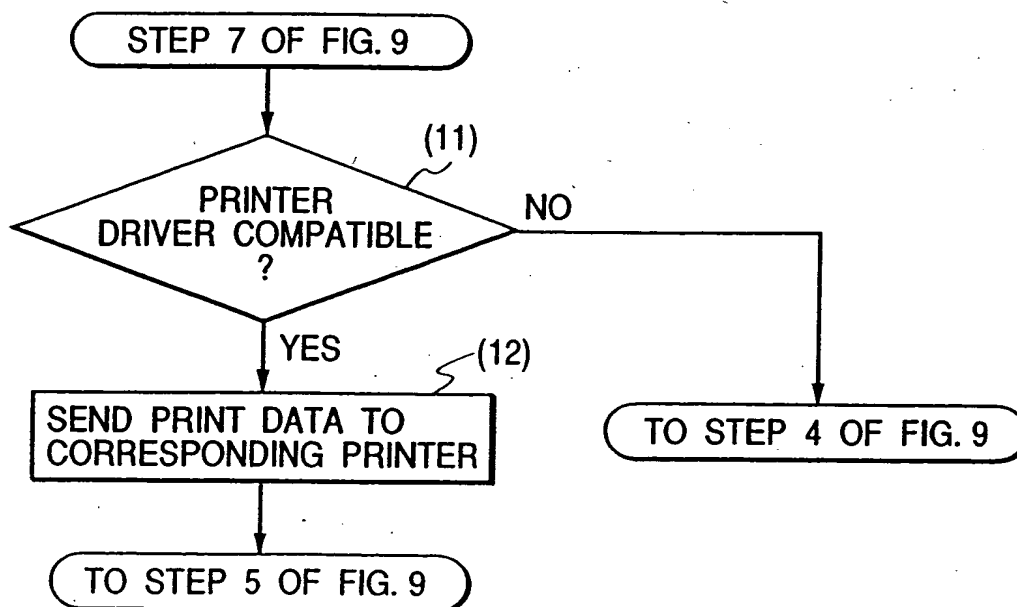 STEP 7 OF FIG. 9
(11)
PRINTER
DRIVER COMPATIBLE
?
NO
YES
(12)
SEND PRINT DATA TO
CORRESPONDING PRINTER
TO STEP 4 OF FIG. 9
TO STEP 5 OF FIG. 9